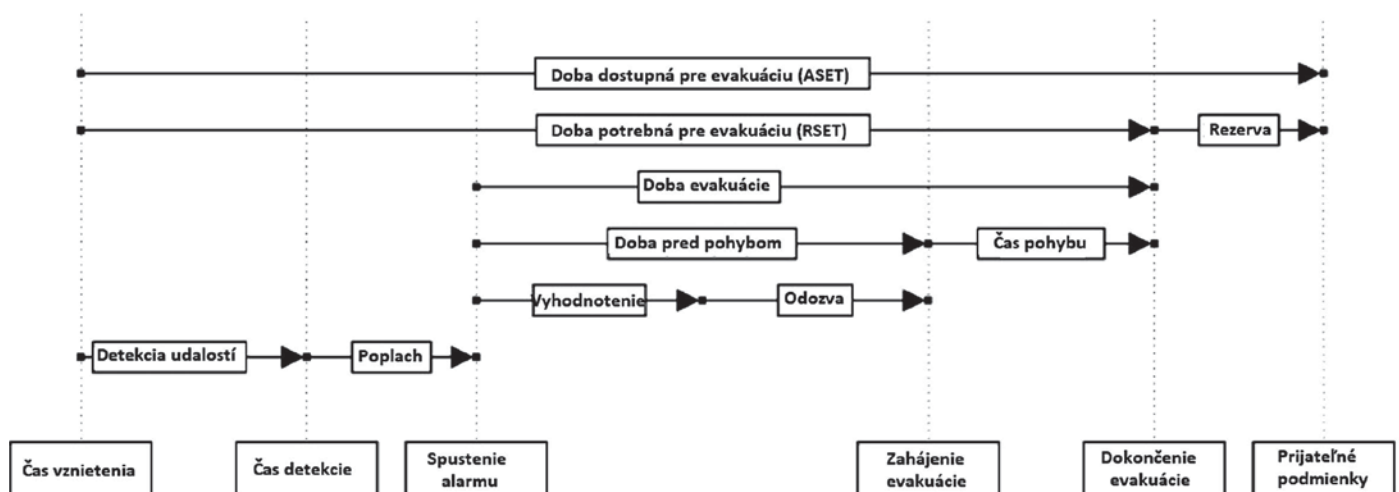 Doba dostupná pre evakuáciu (ASET)
Doba potrebná pre evakuáciu (RSET)
Rezerva
Doba evakuácie
Doba pred pohybom
Čas pohybu
Vyhodnotenie
Odozva
Detekcia udalostí
Poplach
Čas vznietenia
Čas detekcie
Spustenie
alarmu
Zahájenie
evakuácie
Dokončenie
evakuácie
Prijateľné
podmienky